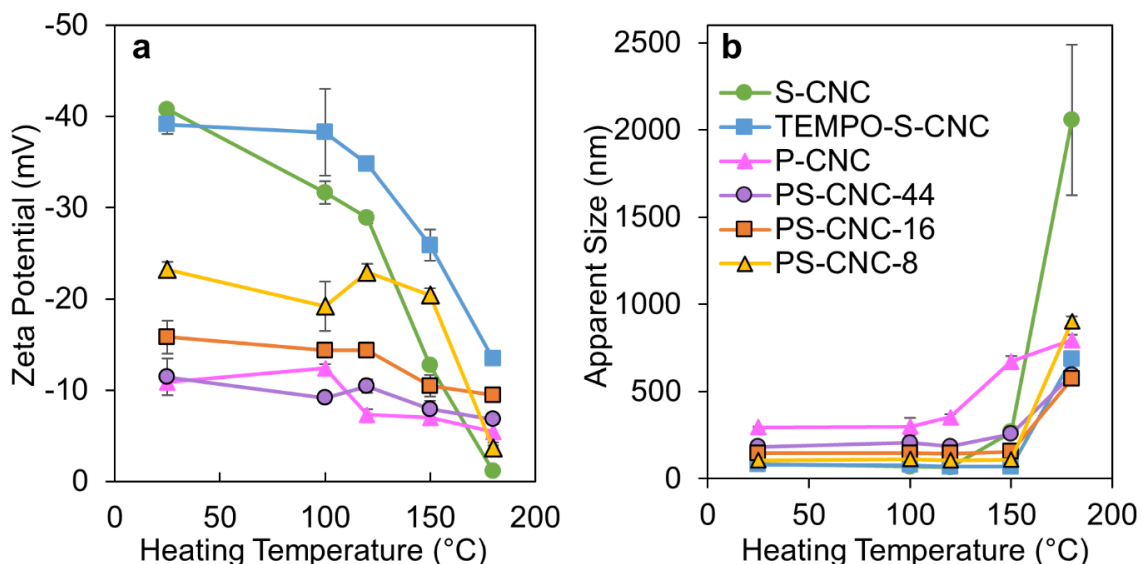 a
Zeta Potential (mV)
-50
-40
-30
-20
-10
0
0 50 100 150 200
Heating Temperature (°C)
b
Apparent Size (nm)
2500
2000
1500
1000
500
0
S-CNC
TEMPO-S-CNC
P-CNC
PS-CNC-44
PS-CNC-16
PS-CNC-8
0 50 100 150 200
Heating Temperature (°C)